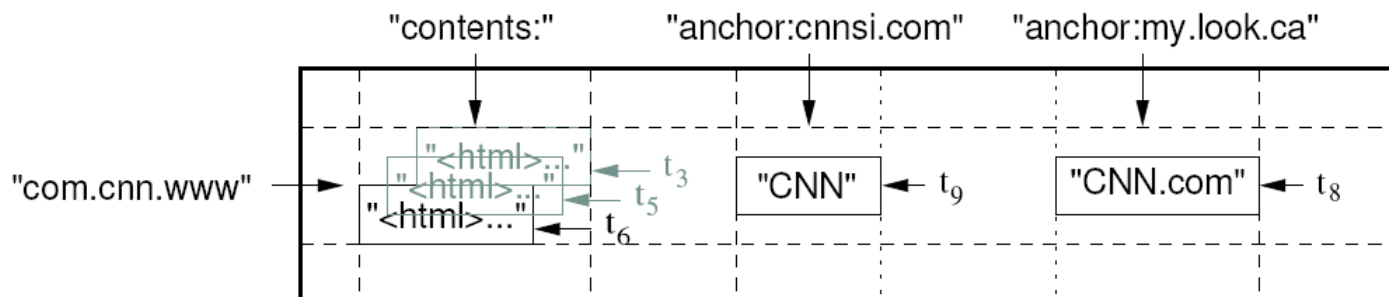 "contents:" "anchor:cnnsi.com" "anchor:my.look.ca"
"<html>..." t3
"com.cnn.www" "<html>..." t5 "CNN" t9 "CNN.com" t8
"<html>..." t6